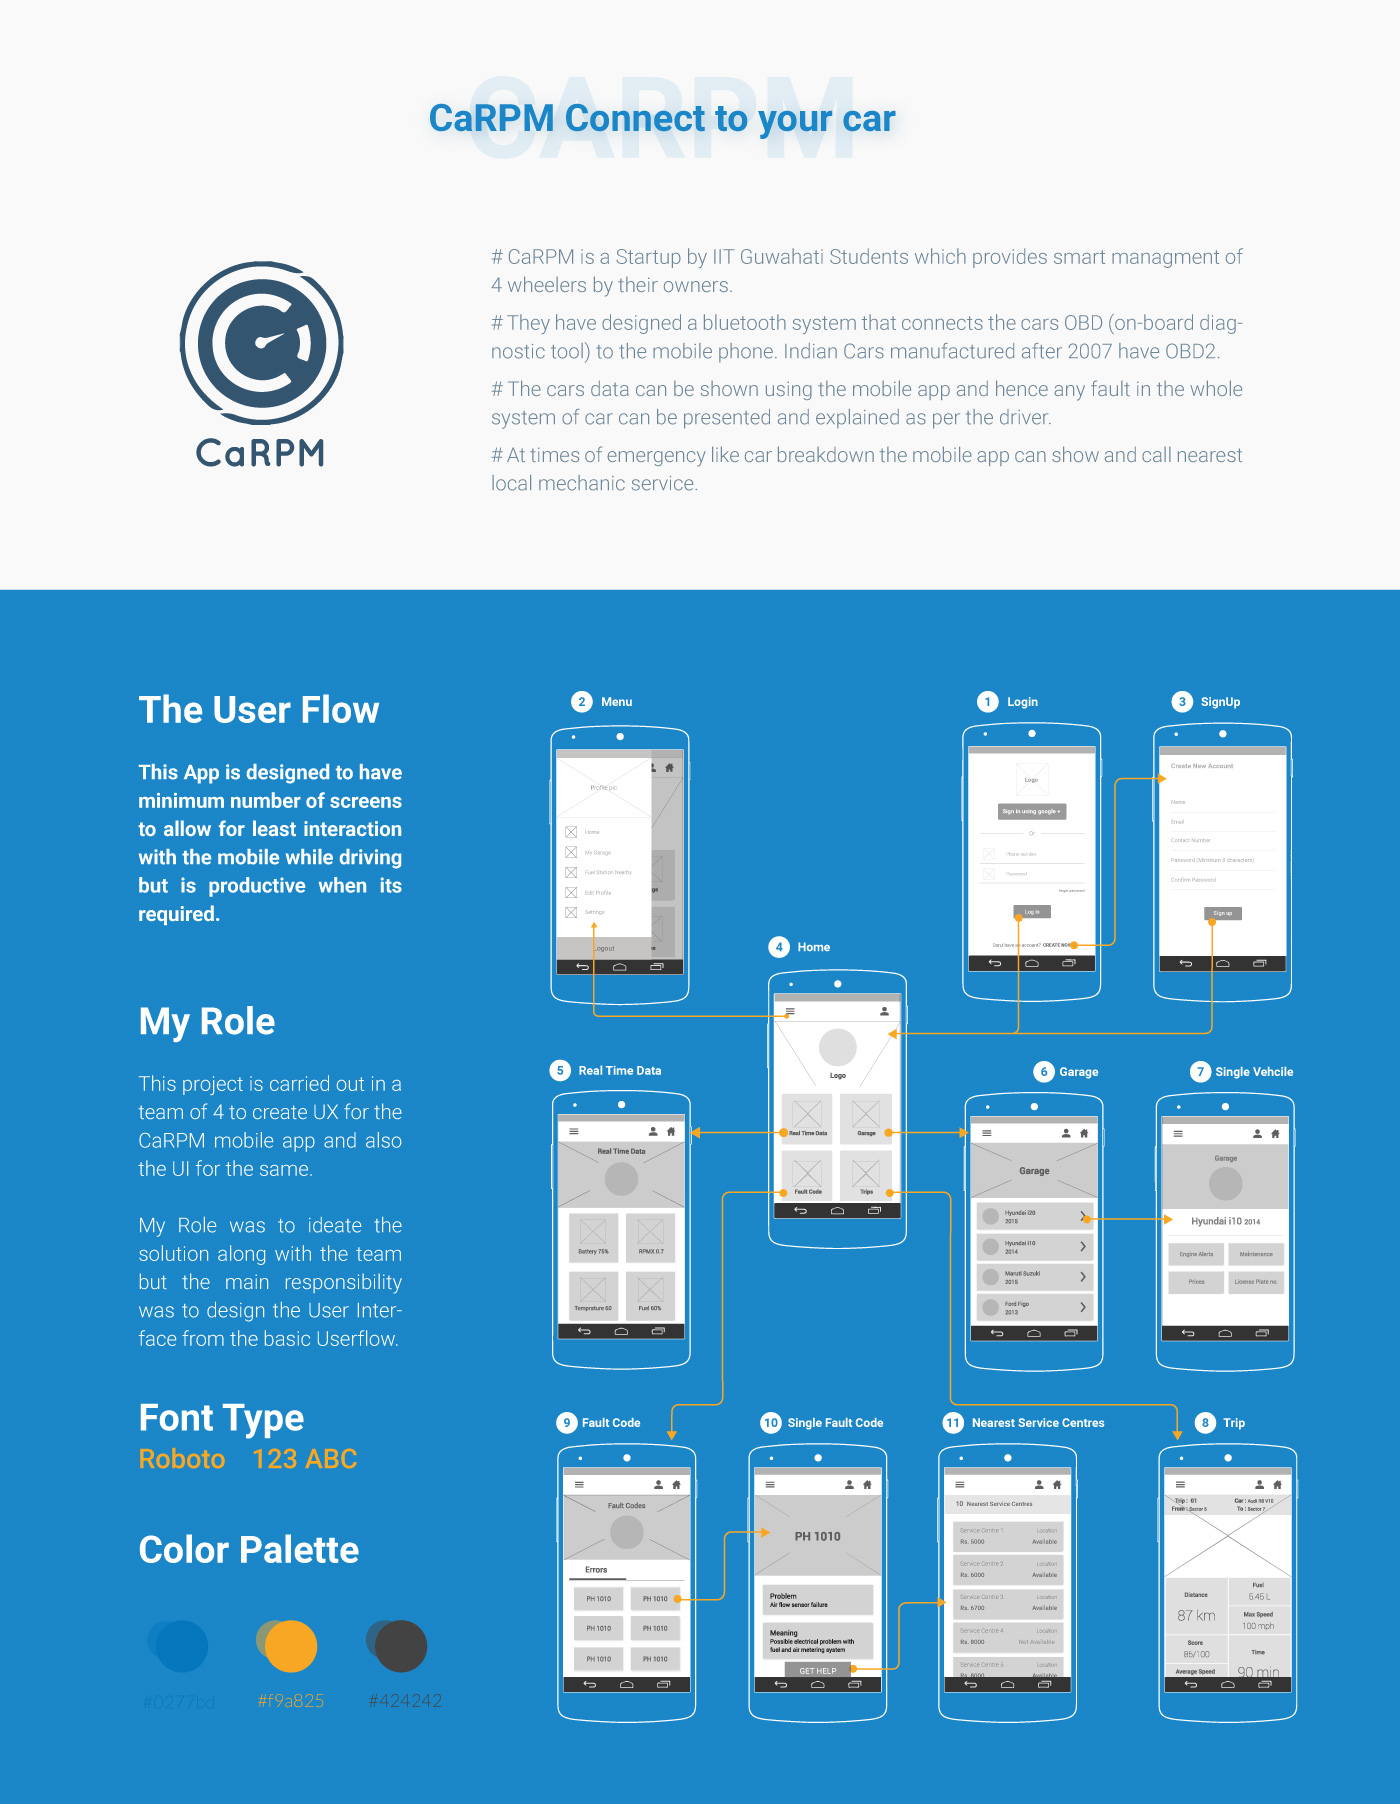 CARPM
CaRPM Connect to your car
CaRPM
# CaRPM is a Startup by IIT Guwahati Students which provides smart managment of
4 wheelers by their owners.
# They have designed a bluetooth system that connects the cars OBD (on-board diag-
nostic tool) to the mobile phone. Indian Cars manufactured after 2007 have OBD2.
# The cars data can be shown using the mobile app and hence any fault in the whole
system of car can be presented and explained as per the driver.
# At times of emergency like car breakdown the mobile app can show and call nearest
local mechanic service.
The User Flow
This App is designed to have
minimum number of screens
to allow for least interaction
with the mobile while driving
but is productive when its
required.
My Role
This project is carried out in a
team of 4 to create UX for the
CaRPM mobile app and also
the UI for the same.
My Role was to ideate the
solution along with the team
but the main responsibility
was to design the User Inter-
face from the basic Userflow.
Font Type
Roboto 123 ABC
Color Palette
#0277bd
#f9a825
#424242
2 Menu
Profile pic
Home
My Garage
Fuel Station Nearby
Edit Profile
Settings
Logout
1 Login
Logo
Sign in using google +
Or
Phone number
Password
forgot password
Log in
Don,t have an account? CREATE NOW
3 SignUp
Create New Account
Name
Email
Contact Number
Password (Minimum 8 characters)
Confirm Password
Sign up
4 Home
Logo
Real Time Data
Garage
Fault Code
Trips
5 Real Time Data
Real Time Data
Battery 75%
RPMX 0.7
Temprature 60
Fuel 60%
6 Garage
Garage
Hyundai i20
2015
Hyundai i10
2014
Maruti Suzuki
2015
Ford Figo
2013
7 Single Vehcile
Garage
Hyundai i10 2014
Engine Alerts
Maintenance
Prices
License Plate no.
9 Fault Code
Fault Codes
Errors
PH 1010
PH 1010
PH 1010
PH 1010
PH 1010
PH 1010
10 Single Fault Code
PH 1010
Problem
Air flow sensor failure
Meaning
Possible electrical problem with
fuel and air metering system
GET HELP
11 Nearest Service Centres
10 Nearest Service Centres
Service Centre 1 Location
Rs. 5000 Available
Service Centre 2 Location
Rs. 6000 Available
Service Centre 3 Location
Rs. 6700 Available
Service Centre 4 Location
Rs. 8000 Not Available
Service Centre 5 Location
Rs. 8000 Available
8 Trip
Trip : 01 Car : Audi R8 V10
From : Sector 5 To : Sector 7
Distance
87 km
Fuel
5.45 L
Max Speed
100 mph
Score
85/100
Time
90 min
Average Speed